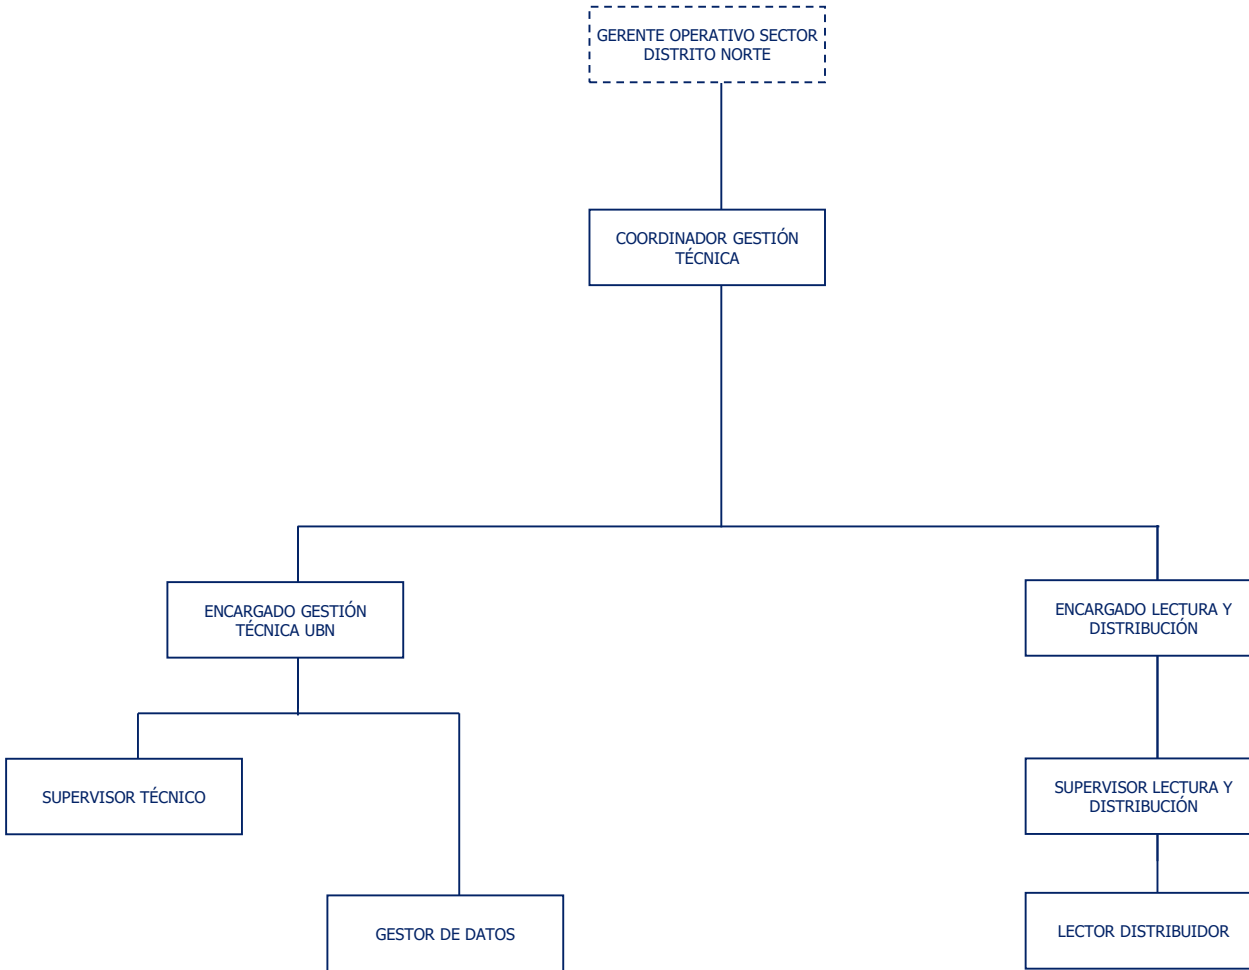 GERENTE OPERATIVO SECTOR
DISTRITO NORTE
COORDINADOR GESTIÓN
TÉCNICA
ENCARGADO GESTIÓN
TÉCNICA UBN
ENCARGADO LECTURA Y
DISTRIBUCIÓN
SUPERVISOR TÉCNICO
SUPERVISOR LECTURA Y
DISTRIBUCIÓN
GESTOR DE DATOS
LECTOR DISTRIBUIDOR